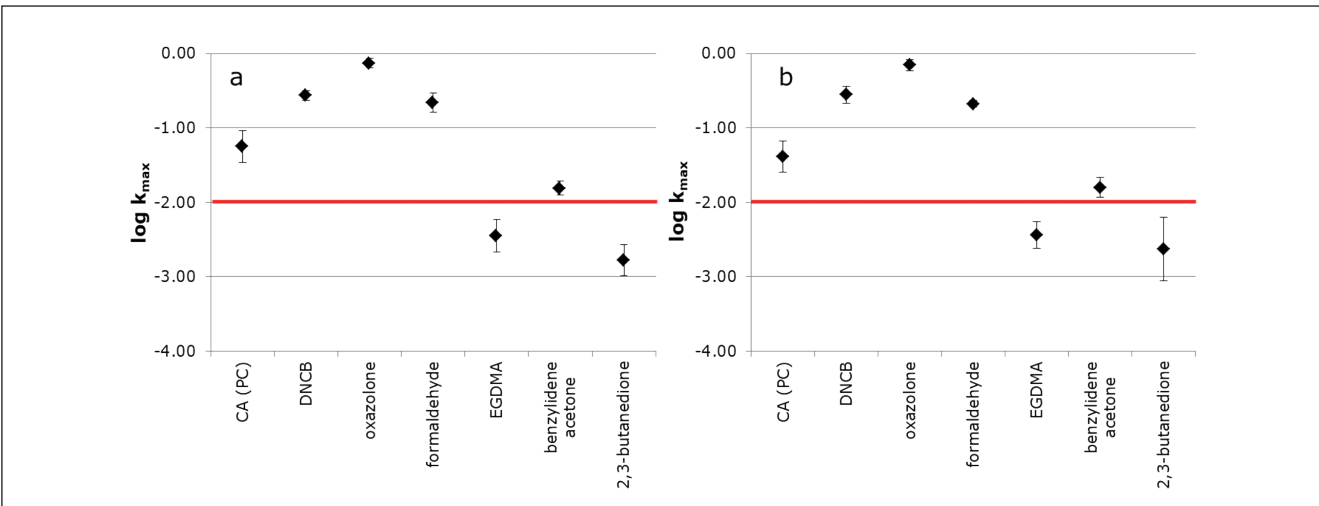 a
0.00
-1.00
-2.00
-3.00
-4.00
log kmax
CA (PC)
DNCB
oxazolone
formaldehyde
EGDMA
benzylidene
acetone
2,3-butanedione
b
0.00
-1.00
-2.00
-3.00
-4.00
log kmax
CA (PC)
DNCB
oxazolone
formaldehyde
EGDMA
benzylidene
acetone
2,3-butanedione